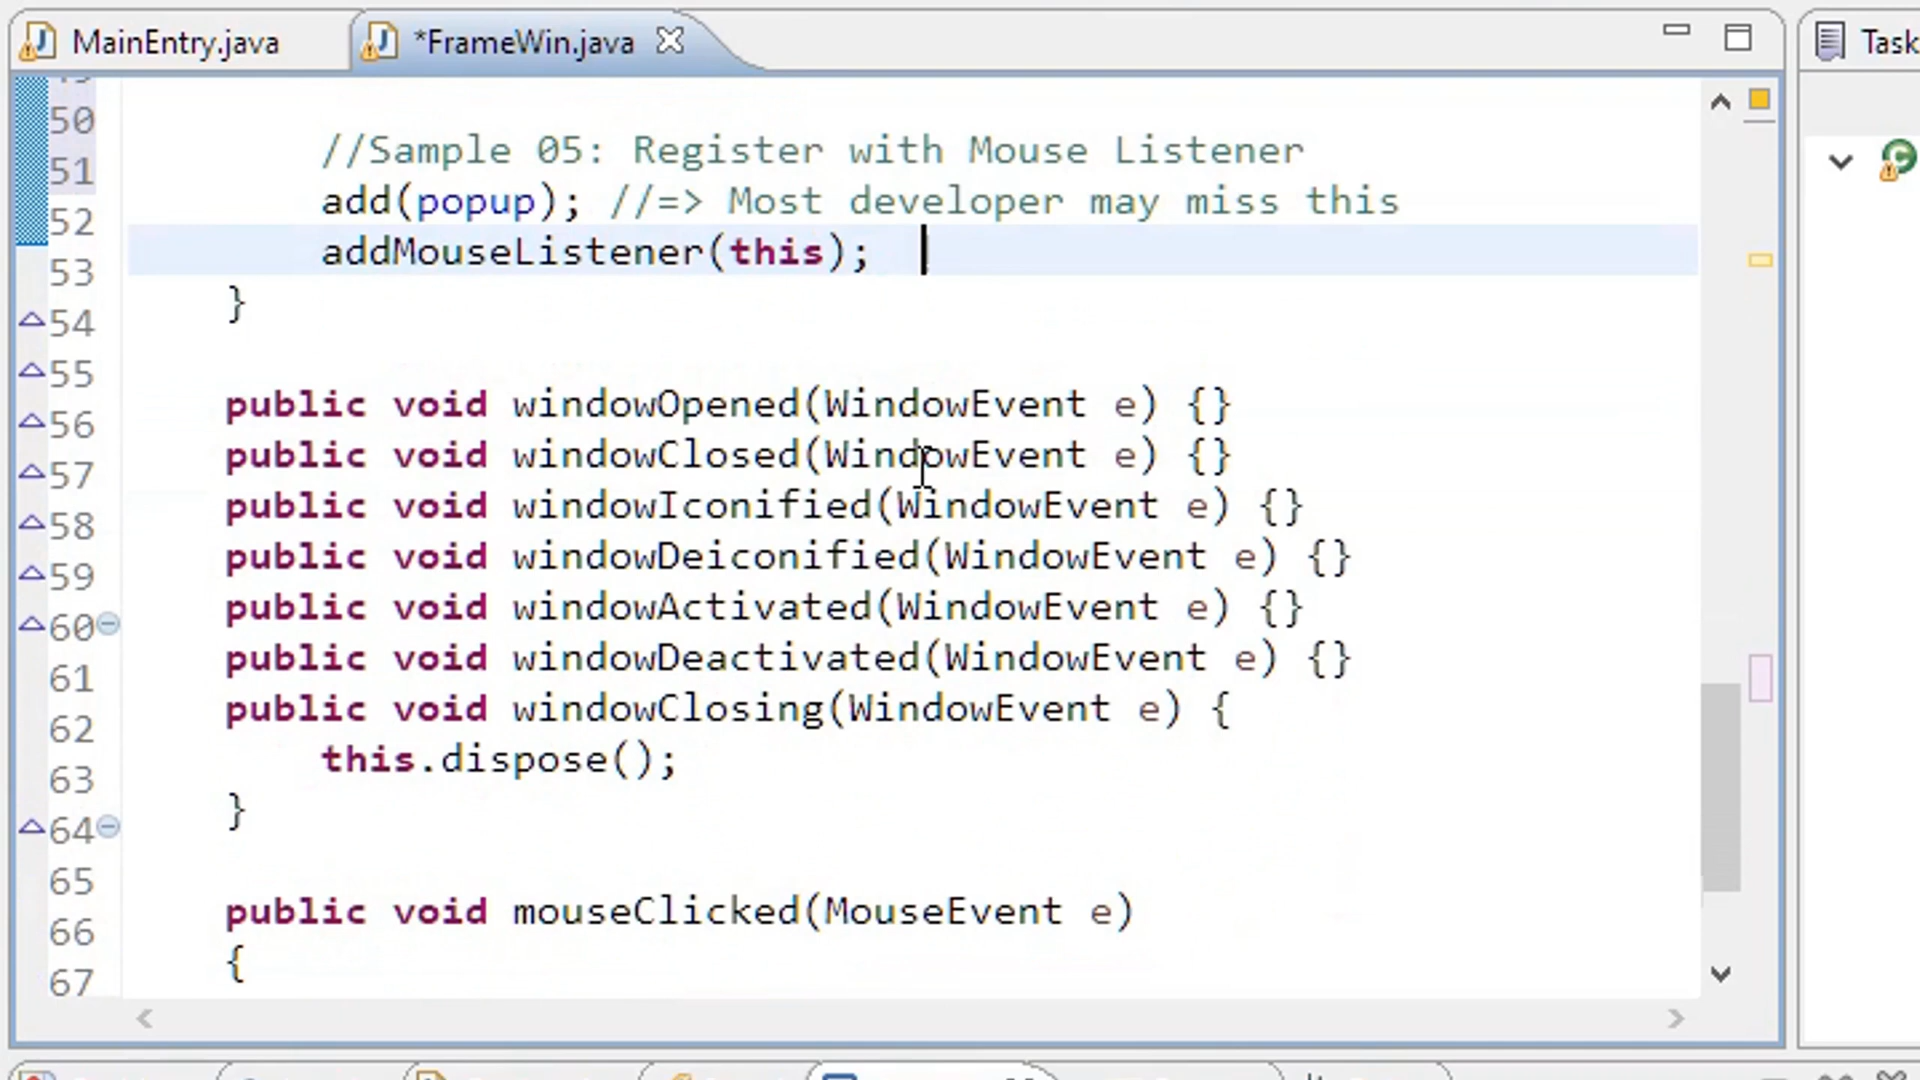 MainEntry.java
*FrameWin.java
Task
50
//Sample 05: Register with Mouse Listener
51
add(popup); //=> Most developer may miss this
52
addMouseListener(this);
53
}
54
55
public void windowOpened(WindowEvent e) {}
56
public void windowClosed(WindowEvent e) {}
57
public void windowIconified(WindowEvent e) {}
58
public void windowDeiconified(WindowEvent e) {}
59
public void windowActivated(WindowEvent e) {}
60
public void windowDeactivated(WindowEvent e) {}
61
public void windowClosing(WindowEvent e) {
62
this.dispose();
63
}
64
65
public void mouseClicked(MouseEvent e)
66
{
67